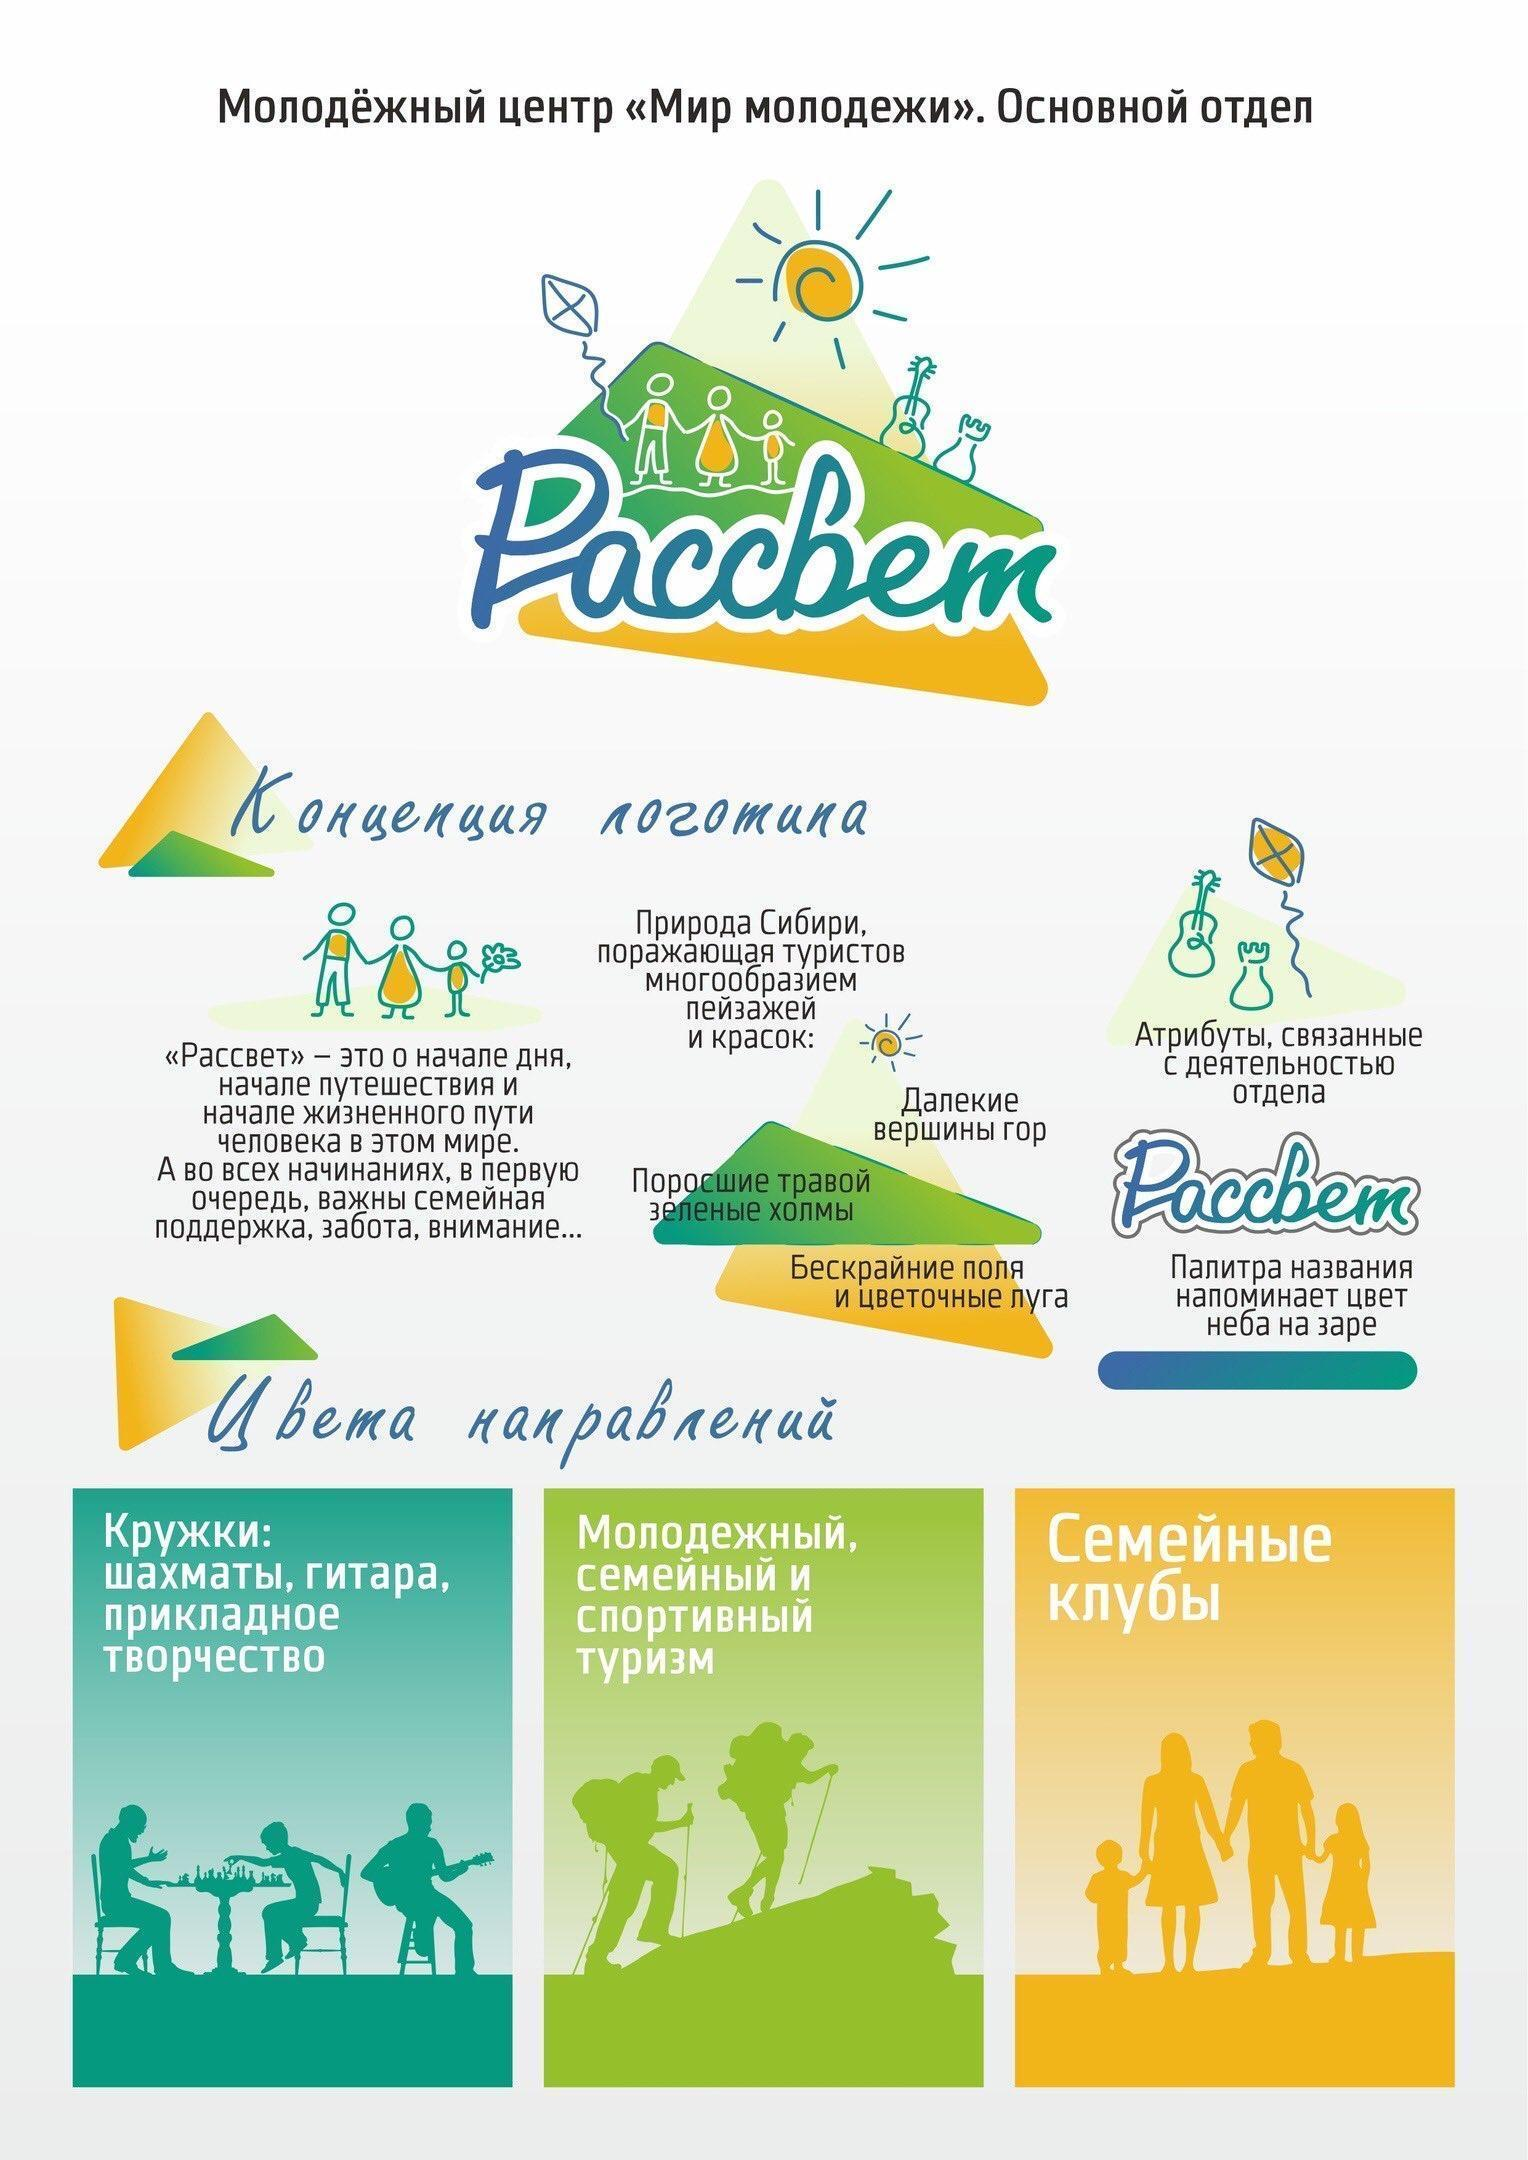 Молодёжный центр «Мир молодежи». Основной отдел
Рассвет
Концепция логотипа
«Рассвет» – это о начале дня,
начале путешествия и
начале жизненного пути
человека в этом мире.
А во всех начинаниях, в первую
очередь, важны семейная
поддержка, забота, внимание...
Природа Сибири,
поражающая туристов
многообразием
пейзажей
и красок:
Далекие
вершины гор
Поросшие травой
зеленые холмы
Бескрайние поля
и цветочные луга
Атрибуты, связанные
с деятельностью
отдела
Рассвет
Палитра названия
напоминает цвет
неба на заре
Цвета направлений
Кружки:
шахматы, гитара,
прикладное
творчество
Молодежный,
семейный и
спортивный
туризм
Семейные
клубы